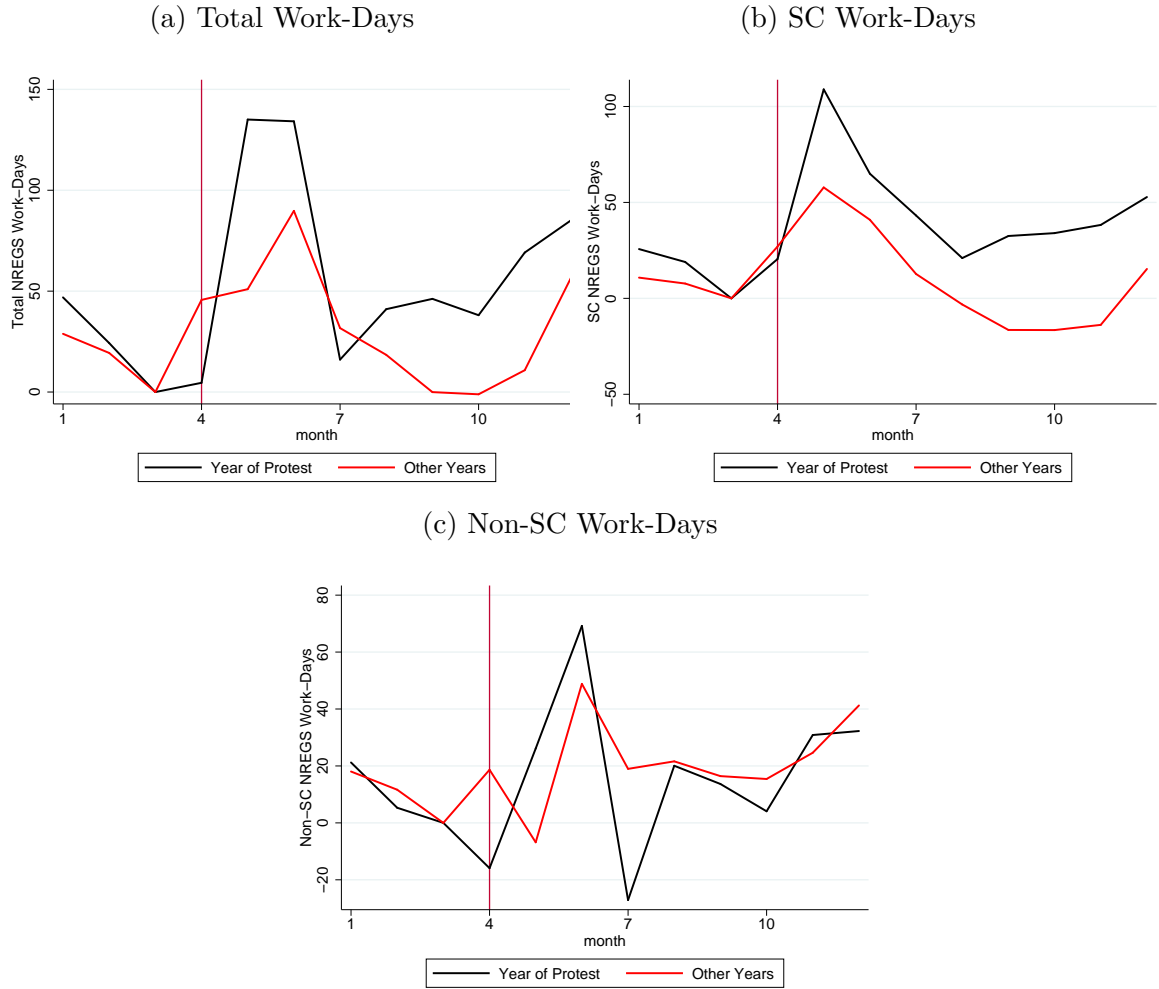 (a) Total Work-Days
(b) SC Work-Days
Total NREGS Work−Days
150
100
50
0
1
4
7
10
month
Year of Protest
Other Years
SC NREGS Work−Days
100
50
0
−50
1
4
7
10
month
Year of Protest
Other Years
(c) Non-SC Work-Days
Non−SC NREGS Work−Days
80
60
40
20
0
−20
1
4
7
10
month
Year of Protest
Other Years